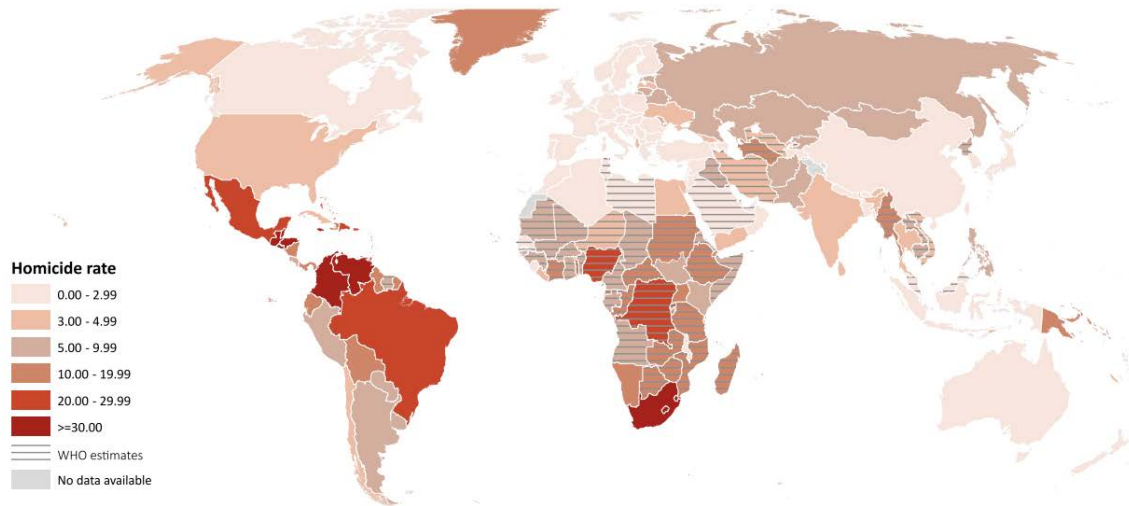 Homicide rate
0.00 - 2.99
3.00 - 4.99
5.00 - 9.99
10.00 - 19.99
20.00 - 29.99
>=30.00
WHO estimates
No data available